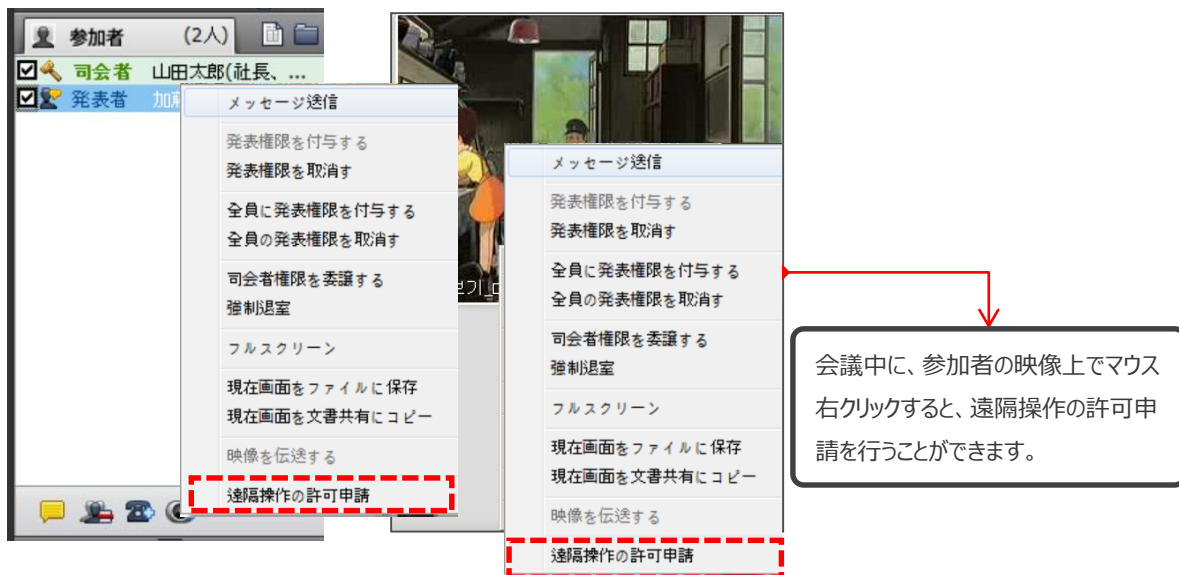 参加者 (2人)
司会者 山田太郎(社長、...
発表者
メッセージ送信
発表権限を付与する
発表権限を取消す
全員に発表権限を付与する
全員の発表権限を取消す
司会者権限を委譲する
強制退室
フルスクリーン
現在画面をファイルに保存
現在画面を文書共有にコピー
映像を伝送する
遠隔操作の許可申請
メッセージ送信
発表権限を付与する
発表権限を取消す
全員に発表権限を付与する
全員の発表権限を取消す
司会者権限を委譲する
強制退室
フルスクリーン
現在画面をファイルに保存
現在画面を文書共有にコピー
映像を伝送する
遠隔操作の許可申請
会議中に、参加者の映像上でマウス
右クリックすると、遠隔操作の許可申
請を行うことができます。